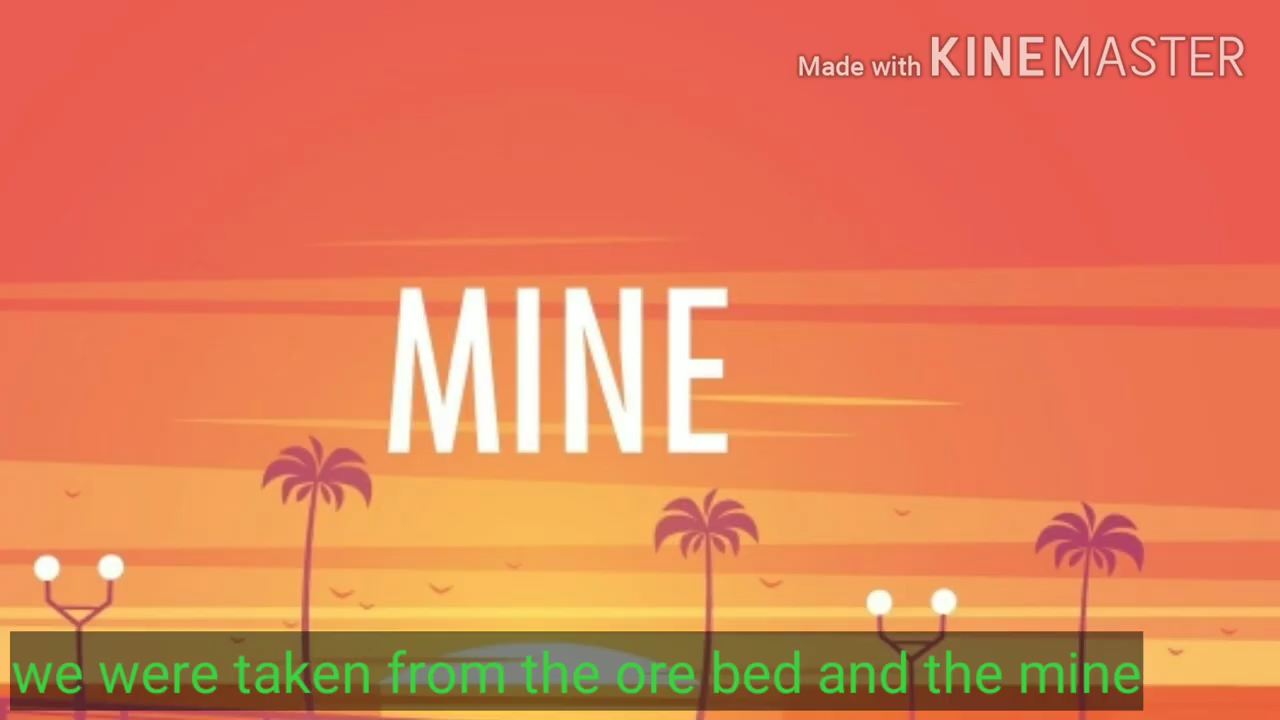 Made with KINEMASTER
MINE
we were taken from the ore bed and the mine